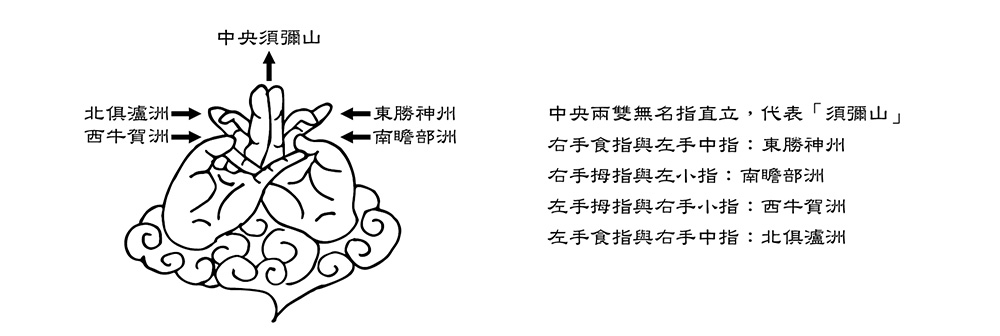 中央須彌山
北俱瀘洲
東勝神州
西牛賀洲
南瞻部洲
中央兩雙無名指直立，代表「須彌山」
右手食指與左手中指：東勝神州
右手拇指與左小指：南瞻部洲
左手拇指與右手小指：西牛賀洲
左手食指與右手中指：北俱瀘洲